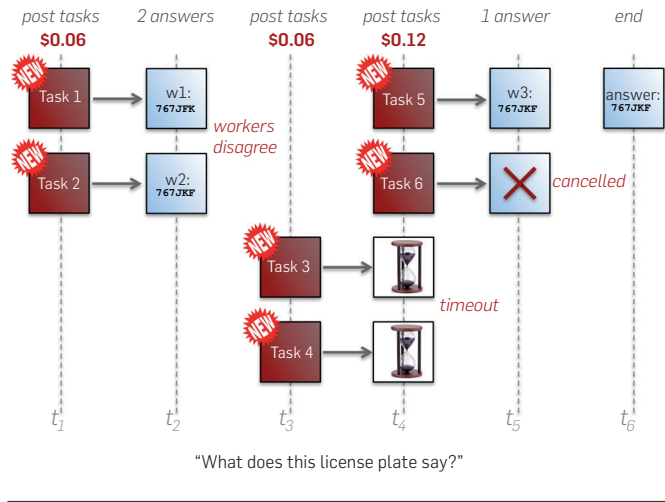 post tasks 2 answers post tasks post tasks 1 answer end
$0.06 $0.06 $0.12
NEW NEW
Task 1 w1: Task 5 w3: answer:
767JFK 767JKF 767JKF
workers
disagree
NEW NEW
Task 2 w2: Task 6 cancelled
767JKF
NEW
Task 3
timeout
NEW
Task 4
t1 t2 t3 t4 t5 t6
“What does this license plate say?”